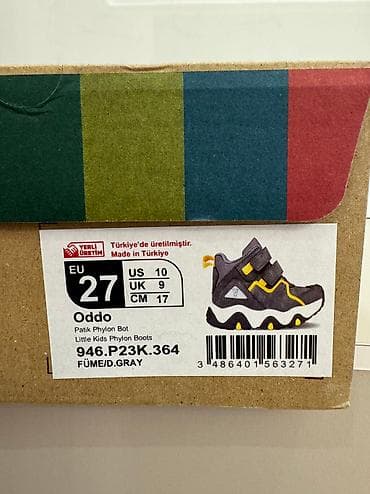 YERLİ ÜRETİM
Türkiye'de üretilmiştir.
Made in Türkiye
EU 27
US 10
UK 9
CM 17
Oddo
Patik Phylon Bot
Little Kids Phylon Boots
946.P23K.364
FÜME/D.GRAY
3 486401 563271